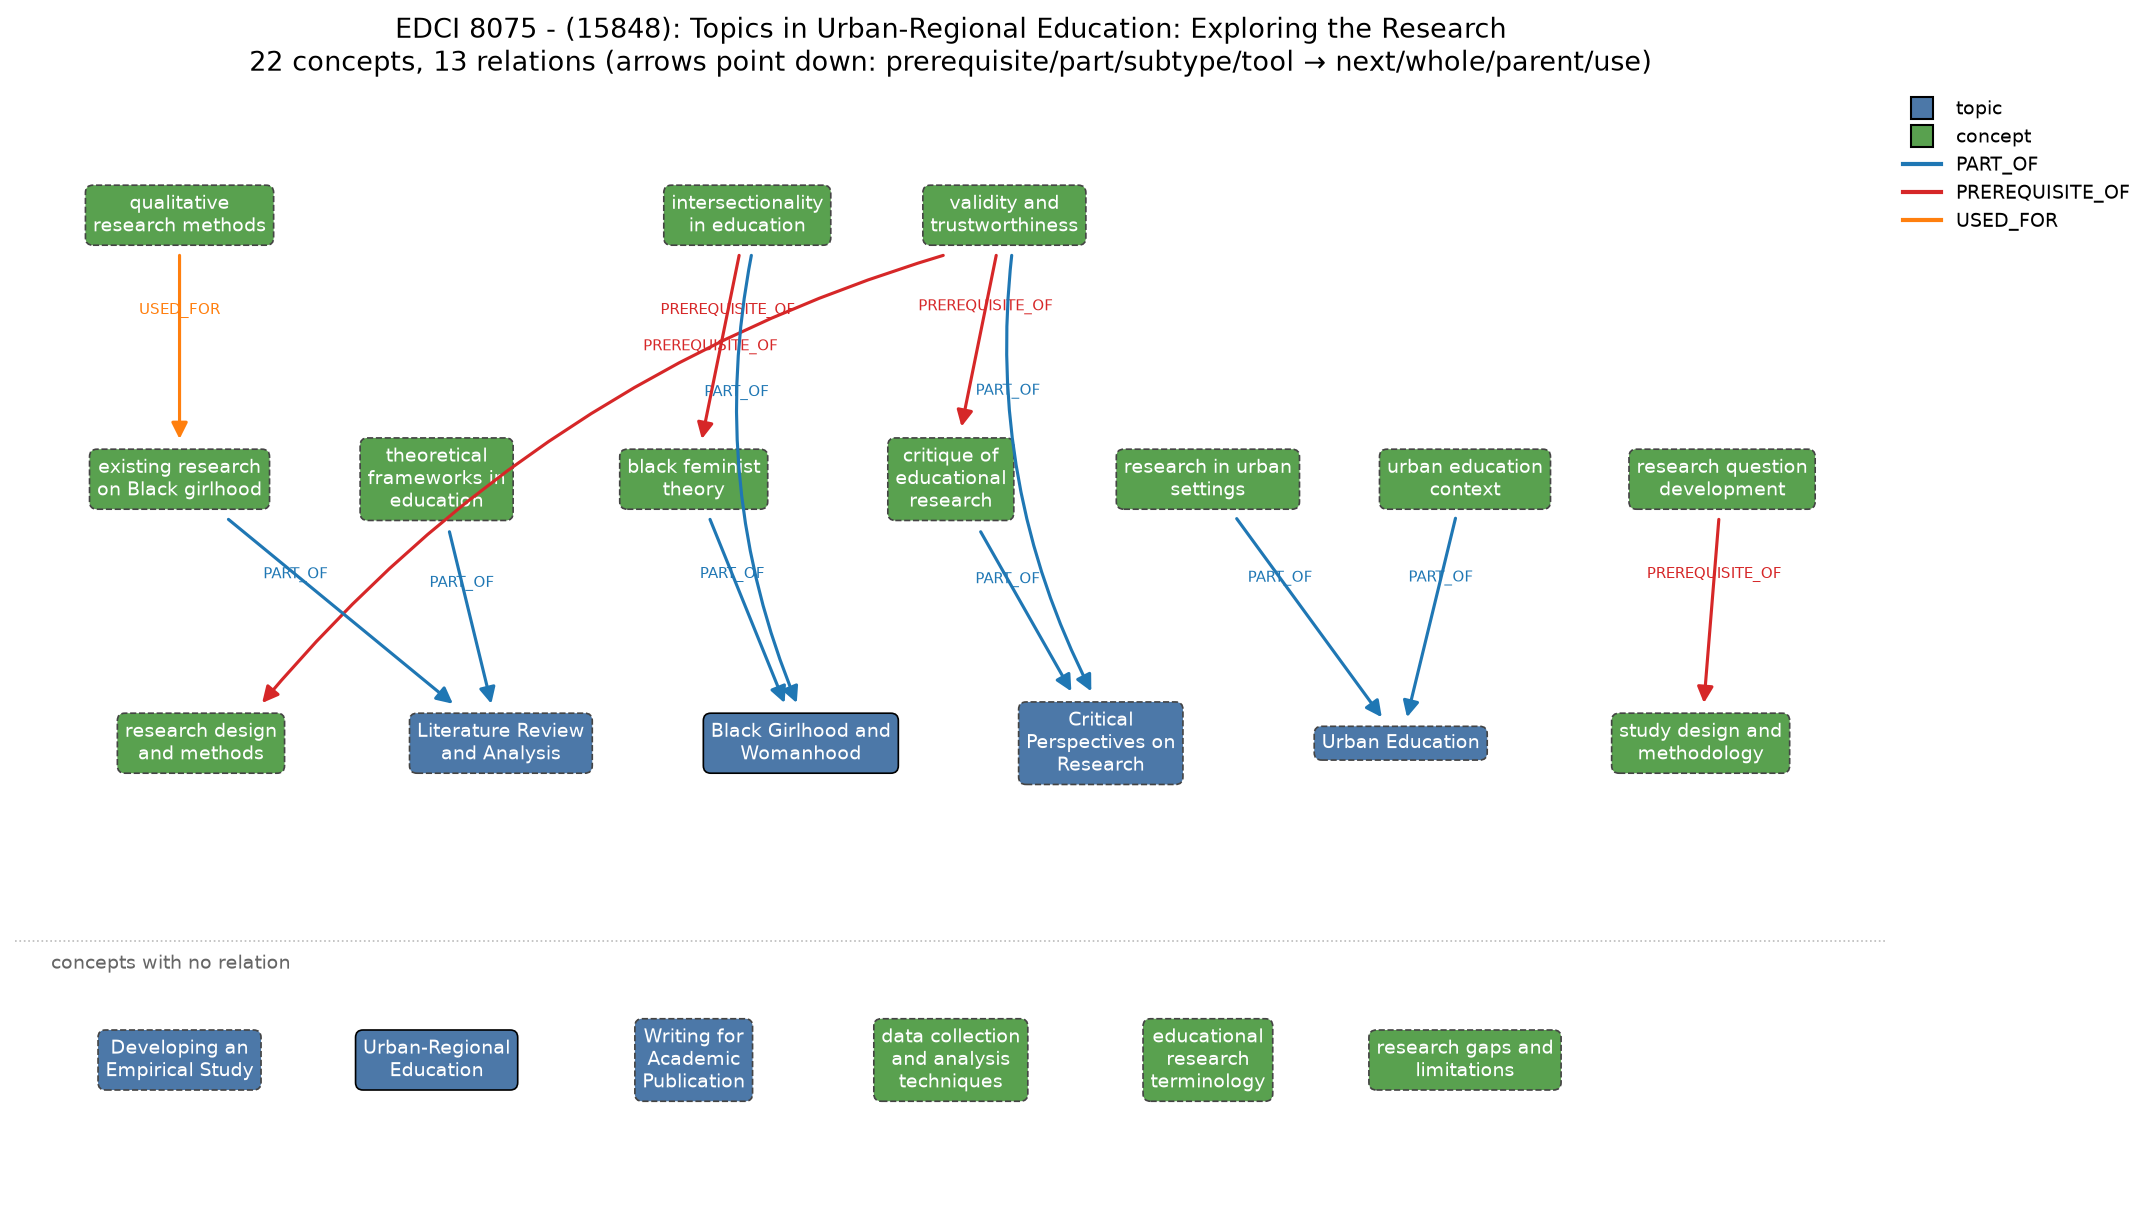 EDCI 8075 - (15848): Topics in Urban-Regional Education: Exploring the Research
22 concepts, 13 relations (arrows point down: prerequisite/part/subtype/tool → next/whole/parent/use)
topic
concept
PART_OF
PREREQUISITE_OF
USED_FOR
qualitative
research methods
intersectionality
in education
validity and
trustworthiness
USED_FOR
PREREQUISITE_OF
PREREQUISITE_OF
PREREQUISITE_OF
PART_OF
PART_OF
existing research
on Black girlhood
theoretical
frameworks in
education
black feminist
theory
critique of
educational
research
research in urban
settings
urban education
context
research question
development
PART_OF
PART_OF
PART_OF
PART_OF
PART_OF
PART_OF
PREREQUISITE_OF
research design
and methods
Literature Review
and Analysis
Black Girlhood and
Womanhood
Critical
Perspectives on
Research
Urban Education
study design and
methodology
concepts with no relation
Developing an
Empirical Study
Urban-Regional
Education
Writing for
Academic
Publication
data collection
and analysis
techniques
educational
research
terminology
research gaps and
limitations